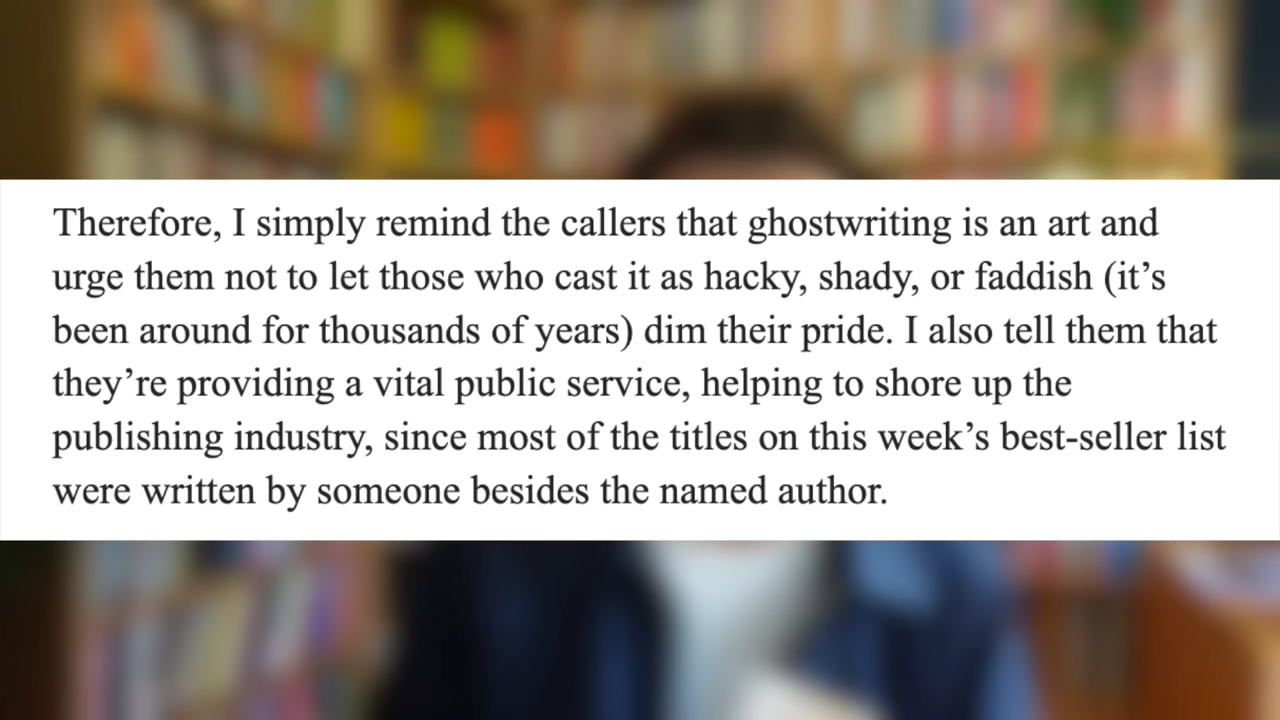 Therefore, I simply remind the callers that ghostwriting is an art and
urge them not to let those who cast it as hacky, shady, or faddish (it’s
been around for thousands of years) dim their pride. I also tell them that
they’re providing a vital public service, helping to shore up the
publishing industry, since most of the titles on this week’s best-seller list
were written by someone besides the named author.